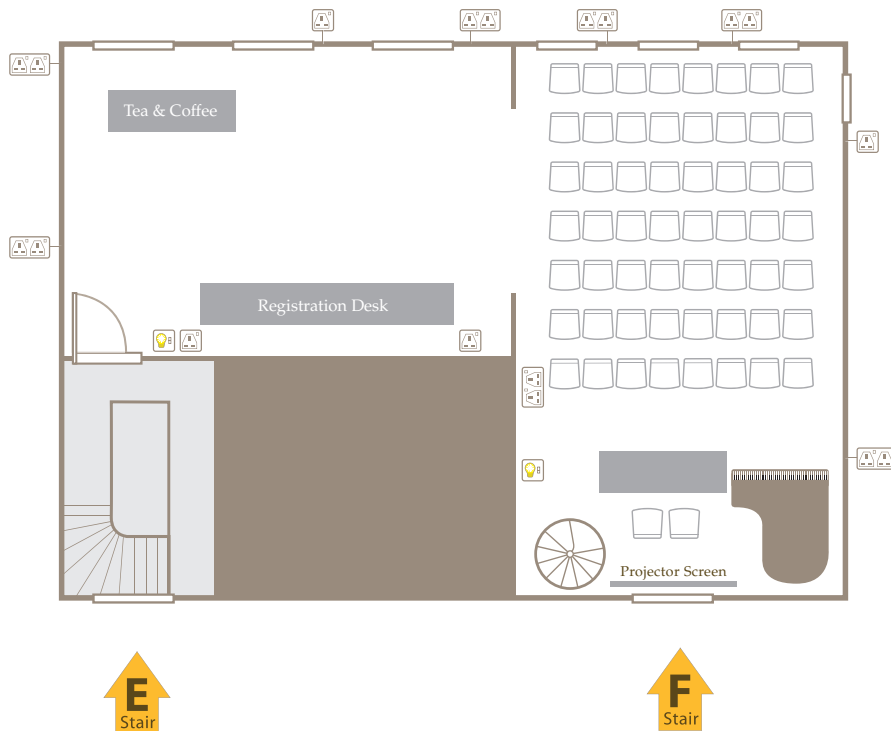 Tea & Coffee
Registration Desk
Projector Screen
E
Stair
F
Stair